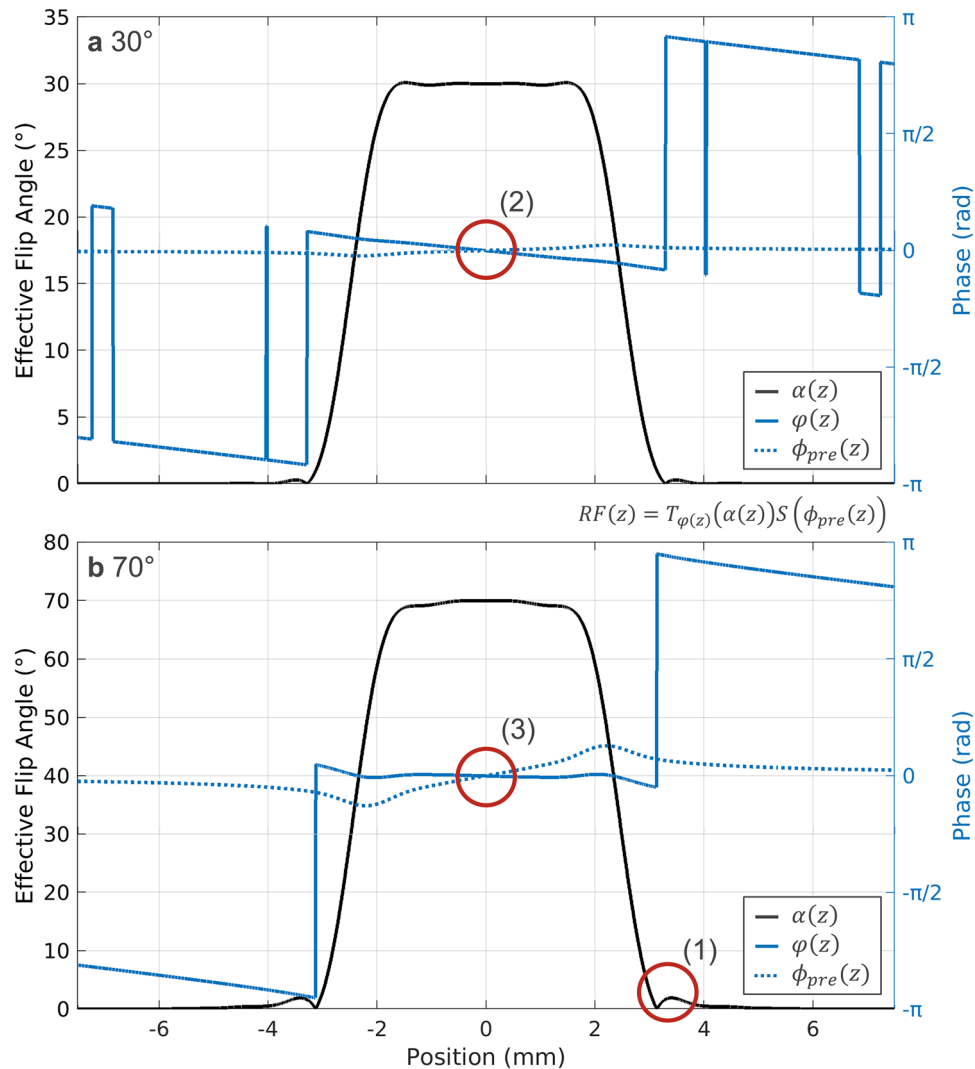 a 30°
35
30
25
20
15
10
5
0
Effective Flip Angle (°)
π
π/2
0
-π/2
-π
Phase (rad)
(2)
α(z)
φ(z)
ϕpre(z)
RF(z) = Tφ(z)(α(z))S(ϕpre(z))
b 70°
80
70
60
50
40
30
20
10
0
Effective Flip Angle (°)
π
π/2
0
-π/2
-π
Phase (rad)
(3)
(1)
α(z)
φ(z)
ϕpre(z)
-6 -4 -2 0 2 4 6
Position (mm)